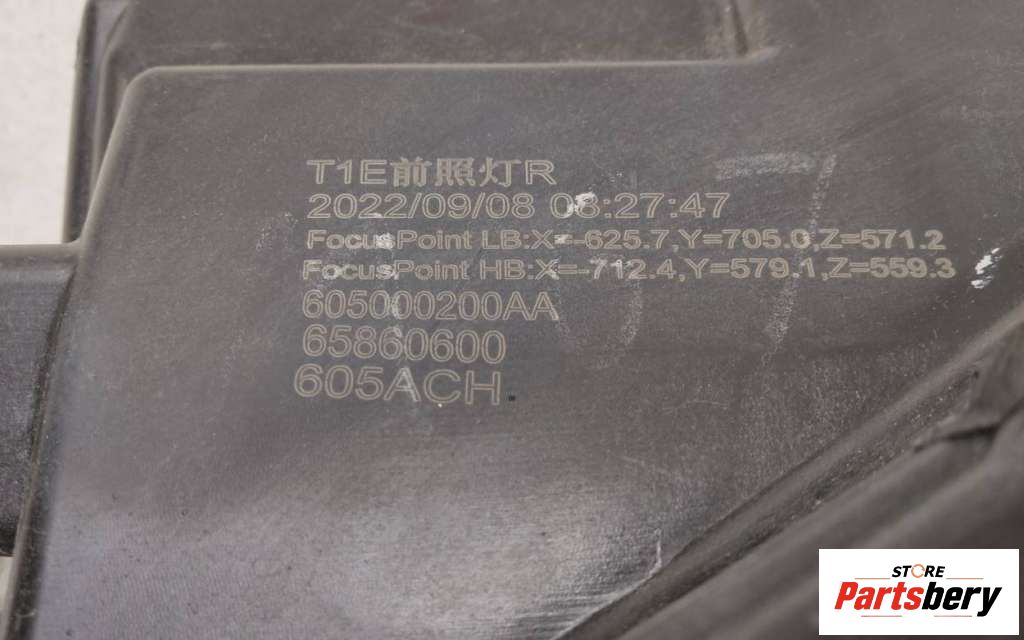 T1E前照灯R
2022/09/08 08:27:47
FocusPoint LB:X=-625.7,Y=705.0,Z=571.2
FocusPoint HB:X=-712.4,Y=579.1,Z=559.3
605000200AA
65860600
605ACH
STORE
Partsbery